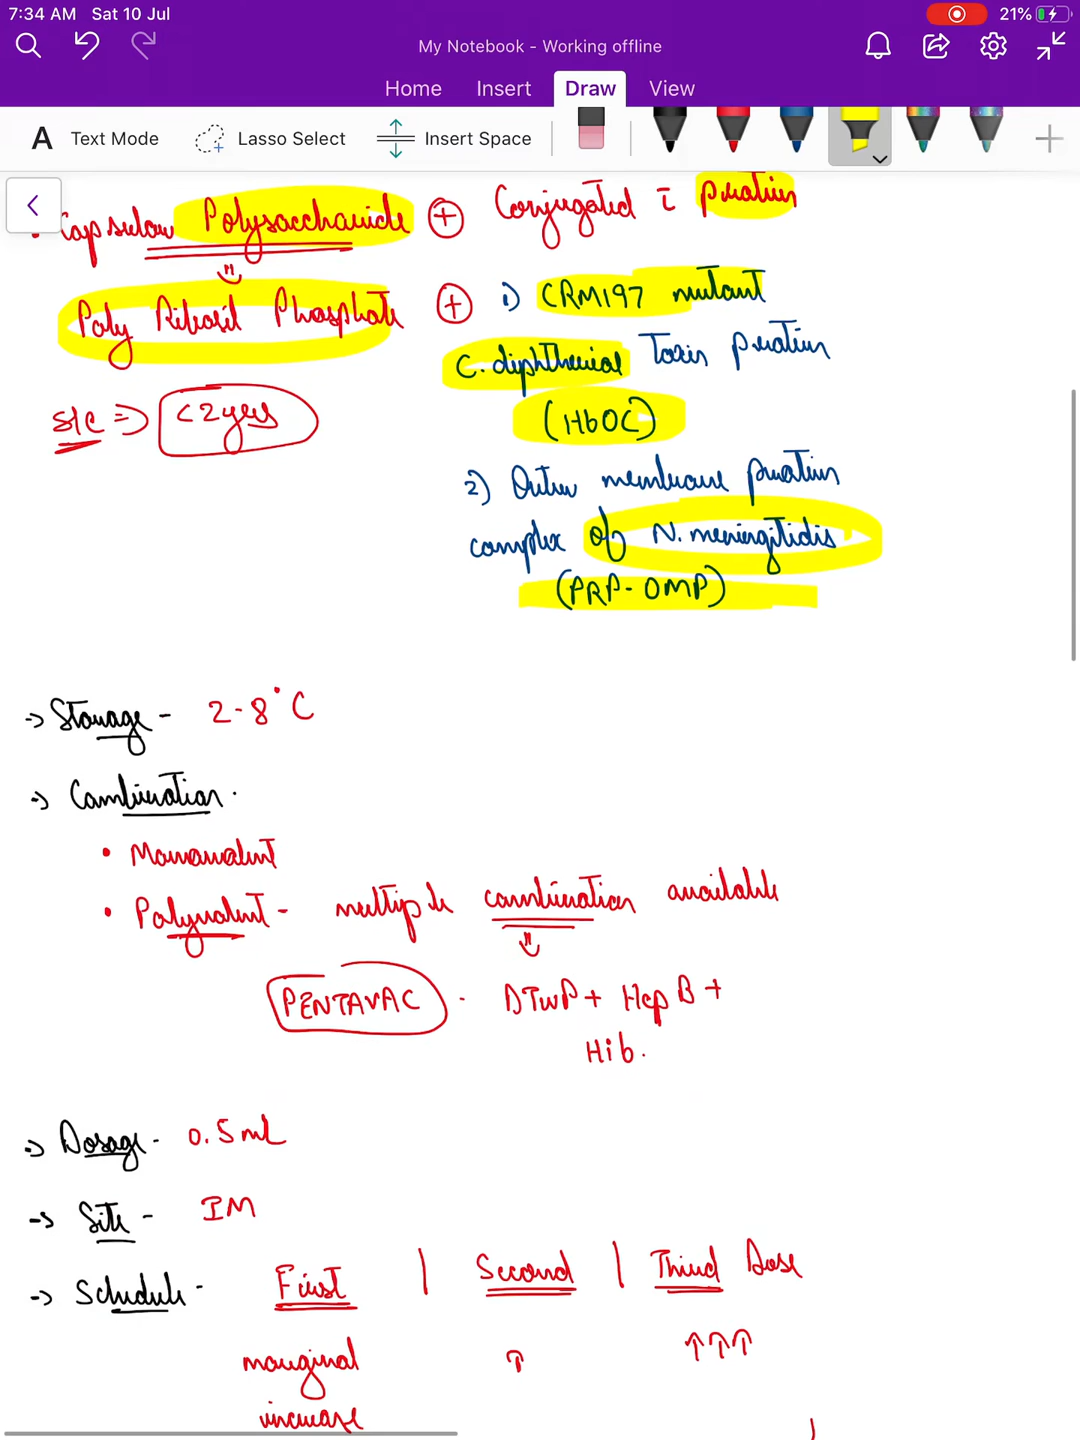 7:34 AM Sat 10 Jul 21%
My Notebook - Working offline
Home Insert Draw View
A Text Mode Lasso Select Insert Space
Capsular Polysaccharide + Conjugated c̄ protein
Poly Ribosil Phosphate + 1) CRM197 mutant
C. diphtheriae Toxin protein
(HbOC)
S/C => <2yrs
2) Outer membrane protein
complex of N. meningitidis
(PRP-OMP)
-> Storage - 2-8°C
-> Combination.
• Monovalent
• Polyvalent - multiple combination available
PENTAVAC . DTwP + Hep B +
Hib.
-> Dosage - 0.5 mL
-> Site - IM
-> Schedule - First | Second | Third Dose
marginal ↑ ↑↑↑
increase